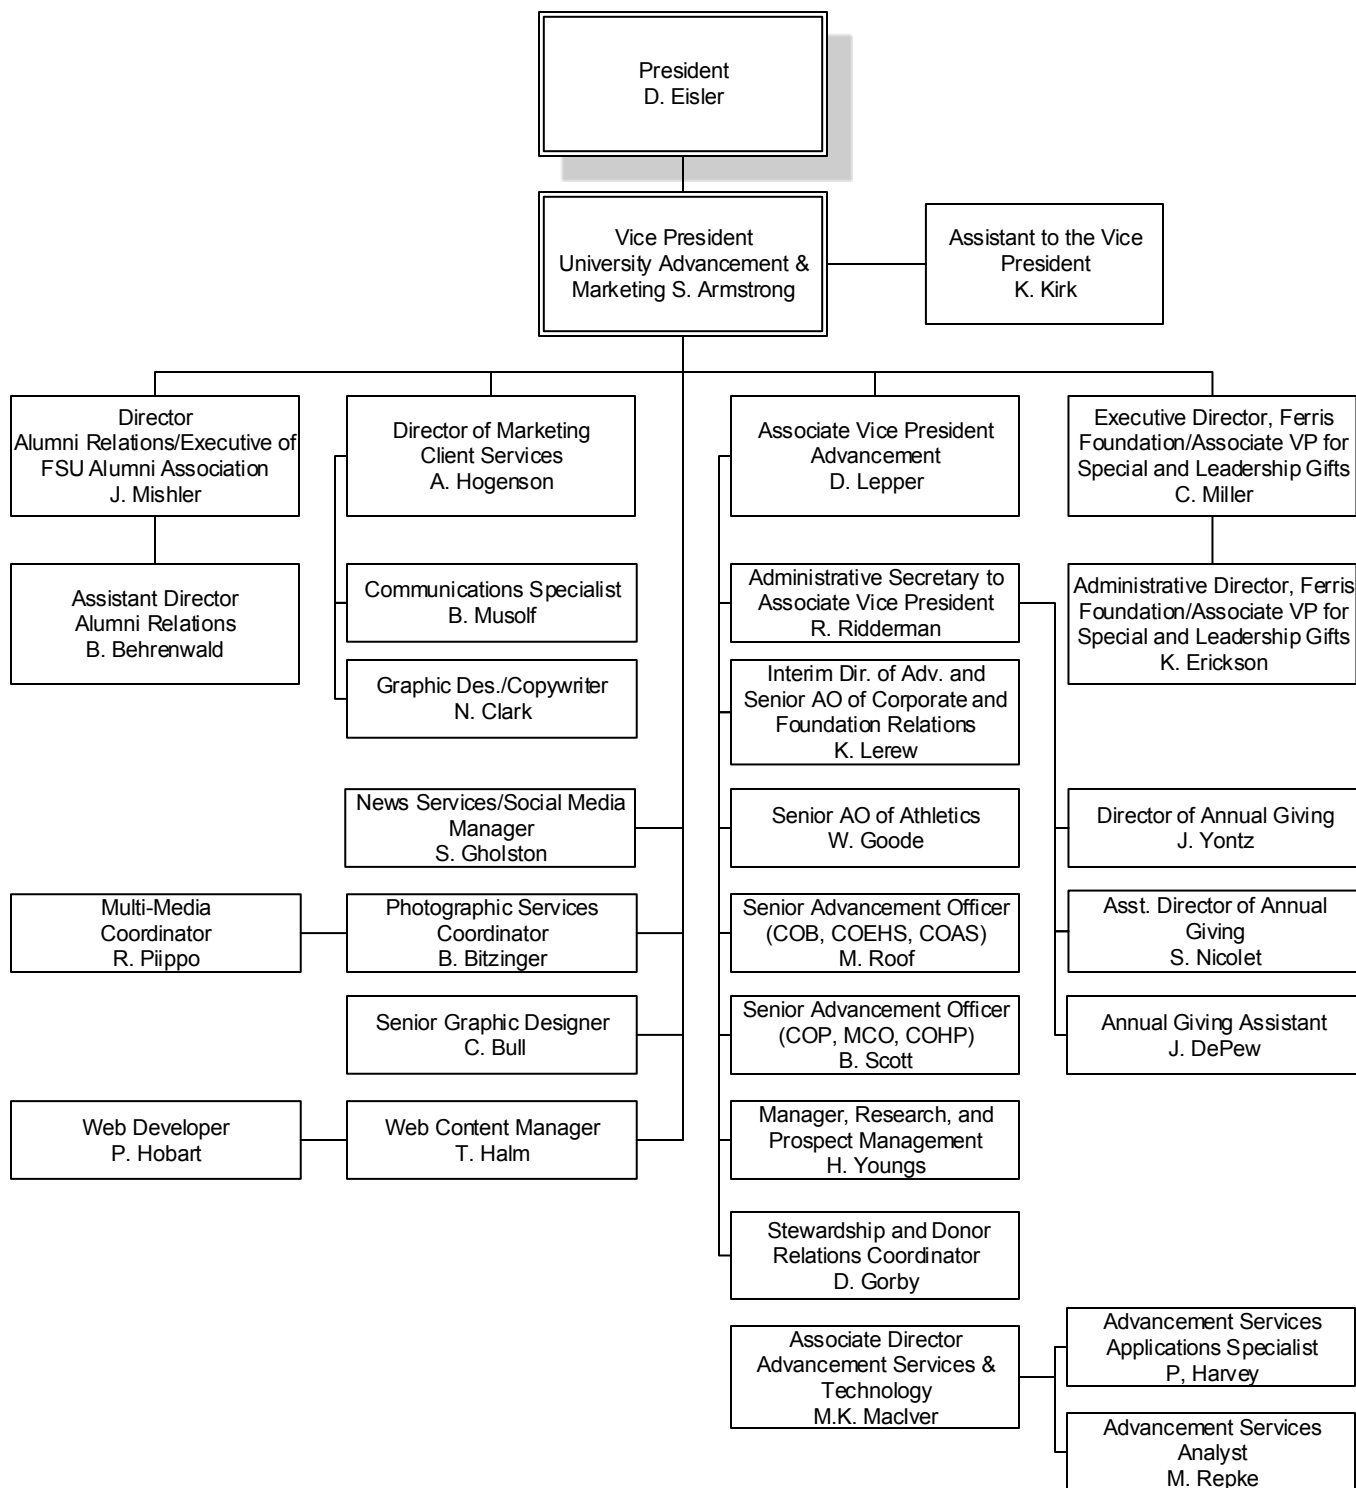 President
D. Eisler
Vice President
University Advancement &
Marketing S. Armstrong
Assistant to the Vice
President
K. Kirk
Director
Alumni Relations/Executive of
FSU Alumni Association
J. Mishler
Director of Marketing
Client Services
A. Hogenson
Associate Vice President
Advancement
D. Lepper
Executive Director, Ferris
Foundation/Associate VP for
Special and Leadership Gifts
C. Miller
Assistant Director
Alumni Relations
B. Behrenwald
Communications Specialist
B. Musolf
Administrative Secretary to
Associate Vice President
R. Ridderman
Administrative Director, Ferris
Foundation/Associate VP for
Special and Leadership Gifts
K. Erickson
Graphic Des./Copywriter
N. Clark
Interim Dir. of Adv. and
Senior AO of Corporate and
Foundation Relations
K. Lerew
News Services/Social Media
Manager
S. Gholston
Senior AO of Athletics
W. Goode
Director of Annual Giving
J. Yontz
Multi-Media
Coordinator
R. Piippo
Photographic Services
Coordinator
B. Bitzinger
Senior Advancement Officer
(COB, COEHS, COAS)
M. Roof
Asst. Director of Annual
Giving
S. Nicolet
Senior Graphic Designer
C. Bull
Senior Advancement Officer
(COP, MCO, COHP)
B. Scott
Annual Giving Assistant
J. DePew
Web Developer
P. Hobart
Web Content Manager
T. Halm
Manager, Research, and
Prospect Management
H. Youngs
Stewardship and Donor
Relations Coordinator
D. Gorby
Associate Director
Advancement Services &
Technology
M.K. MacIver
Advancement Services
Applications Specialist
P, Harvey
Advancement Services
Analyst
M. Repke